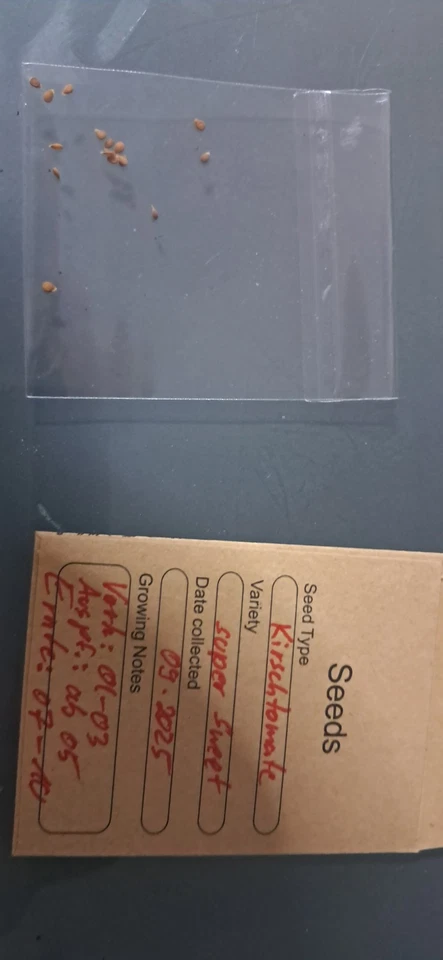 Seeds
Seed Type
Kirschtomate
Variety
super Sweet
Date collected
09.2025
Growing Notes
Vork: 01-03
Auspf.: ab 05
Ernte: 07-10